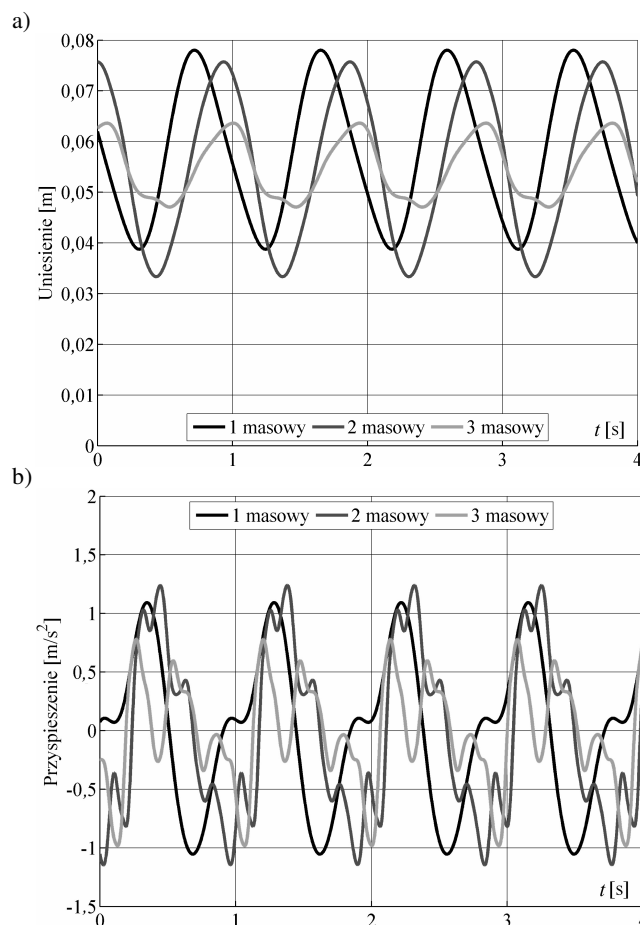 a)
0,08
0,07
0,06
0,05
0,04
0,03
0,02
0,01
0
Uniesienie [m]
1 masowy 2 masowy 3 masowy
t [s]
0 1 2 3 4
b)
2
1,5
1
0,5
0
-0,5
-1
-1,5
Przyspieszenie [m/s²]
1 masowy 2 masowy 3 masowy
t [s]
0 1 2 3 4